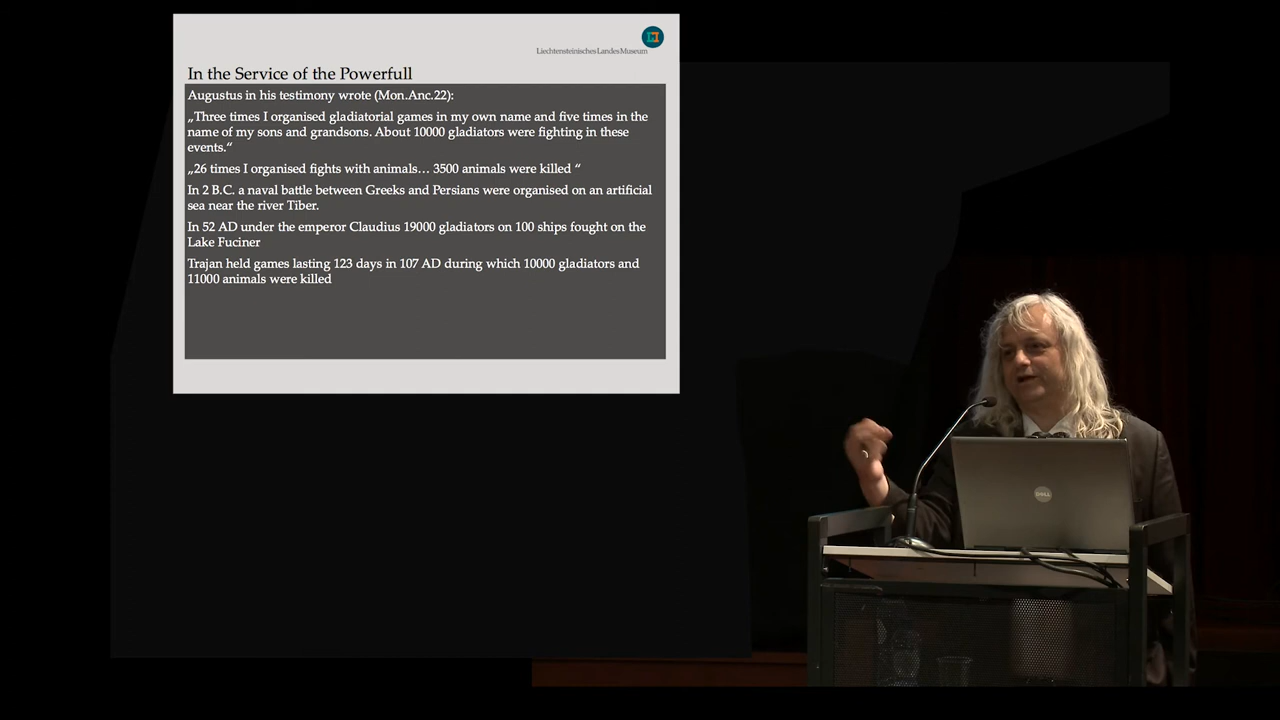 Liechtensteinisches Landes Museum
In the Service of the Powerfull
Augustus in his testimony wrote (Mon.Anc.22):
„Three times I organised gladiatorial games in my own name and five times in the
name of my sons and grandsons. About 10000 gladiators were fighting in these
events.“
„26 times I organised fights with animals… 3500 animals were killed “
In 2 B.C. a naval battle between Greeks and Persians were organised on an artificial
sea near the river Tiber.
In 52 AD under the emperor Claudius 19000 gladiators on 100 ships fought on the
Lake Fuciner
Trajan held games lasting 123 days in 107 AD during which 10000 gladiators and
11000 animals were killed
DELL